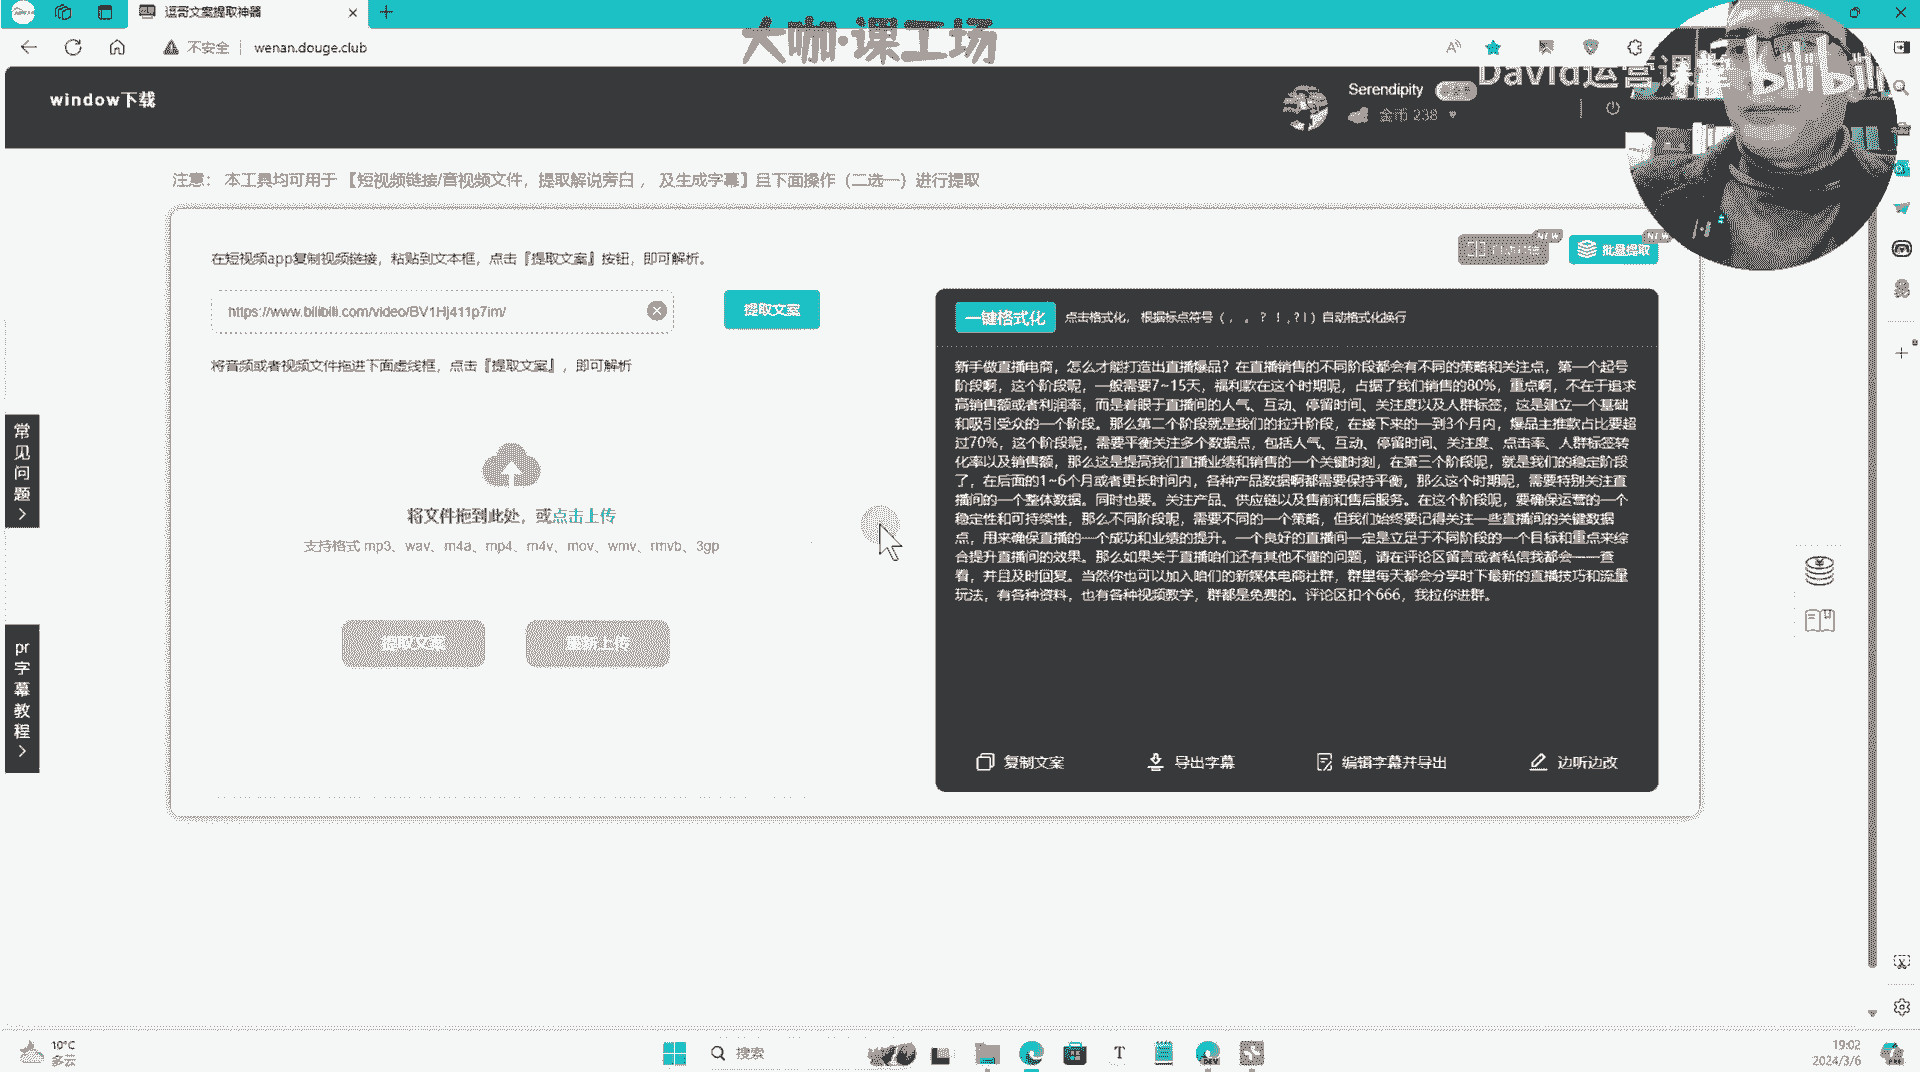 逗哥文案提取神器
不安全
wenan.douge.club
大咖·课工场
David运营课堂
bilibili
window下载
Serendipity
金币 238
注意： 本工具均可用于 【短视频链接/音视频文件，提取解说旁白 ， 及生成字幕】且下面操作（二选一）进行提取
在短视频app复制视频链接，粘贴到文本框，点击『提取文案』按钮，即可解析。
NEW
NEW
批量提取
https://www.bilibili.com/video/BV1Hj411p7im/
提取文案
一键格式化
点击格式化， 根据标点符号（ , 。 ? ! ,? ! ）自动格式化换行
将音频或者视频文件拖进下面虚线框，点击『提取文案』，即可解析
新手做直播电商，怎么才能打造出直播爆品？在直播销售的不同阶段都会有不同的策略和关注点，第一个起号
阶段啊，这个阶段呢，一般需要7~15天，福利款在这个时期呢，占据了我们销售的80%，重点啊，不在于追求
高销售额或者利润率，而是着眼于直播间的人气、互动、停留时间、关注度以及人群标签，这是建立一个基础
和吸引受众的一个阶段。那么第二个阶段就是我们的拉升阶段，在接下来的一到3个月内，爆品主推款占比要超
过70%，这个阶段呢，需要平衡关注多个数据点，包括人气、互动、停留时间、关注度、点击率、人群标签转
化率以及销售额，那么这是提高我们直播业绩和销售的一个关键时刻，在第三个阶段呢，就是我们的稳定阶段
了，在后面的1~6个月或者更长时间内，各种产品数据啊都需要保持平衡，那么这个时期呢，需要特别关注直
播间的一个整体数据。同时也要。关注产品、供应链以及售前和售后服务。在这个阶段呢，要确保运营的一个
稳定性和可持续性，那么不同阶段呢，需要不同的一个策略，但我们始终要记得关注一些直播间的关键数据
点，用来确保直播的一个成功和业绩的提升。一个良好的直播间一定是立足于不同阶段的一个目标和重点来综
合提升直播间的效果。那么如果关于直播咱们还有其他不懂的问题，请在评论区留言或者私信我都会一一查
看，并且及时回复。当然你也可以加入咱们的新媒体电商社群，群里每天都会分享时下最新的直播技巧和流量
玩法，有各种资料，也有各种视频教学，群都是免费的。评论区扣个666，我拉你进群。
常见问题
将文件拖到此处，或点击上传
支持格式 mp3、wav、m4a、mp4、m4v、mov、wmv、rmvb、3gp
提取文案
重新上传
pr字幕教程
复制文案
导出字幕
编辑字幕并导出
边听边改
10°C
多云
搜索
19:02
2024/3/6